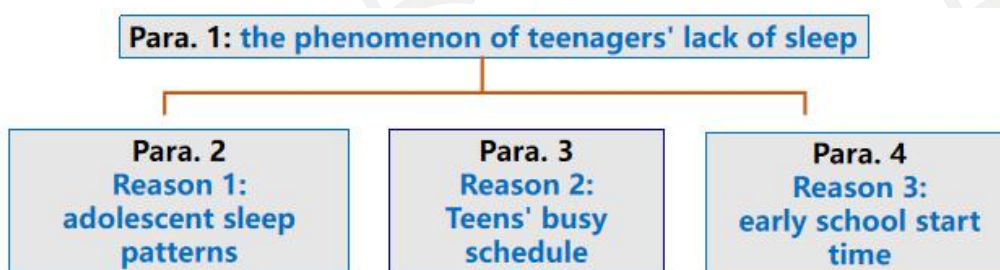 Para. 1: the phenomenon of teenagers' lack of sleep
Para. 2
Reason 1:
adolescent sleep
patterns
Para. 3
Reason 2:
Teens' busy
schedule
Para. 4
Reason 3:
early school start
time